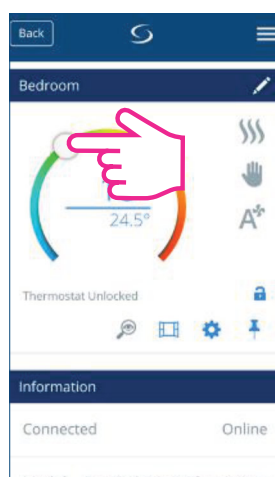 Back
Bedroom
24.5°
A
Thermostat Unlocked
Information
Connected Online